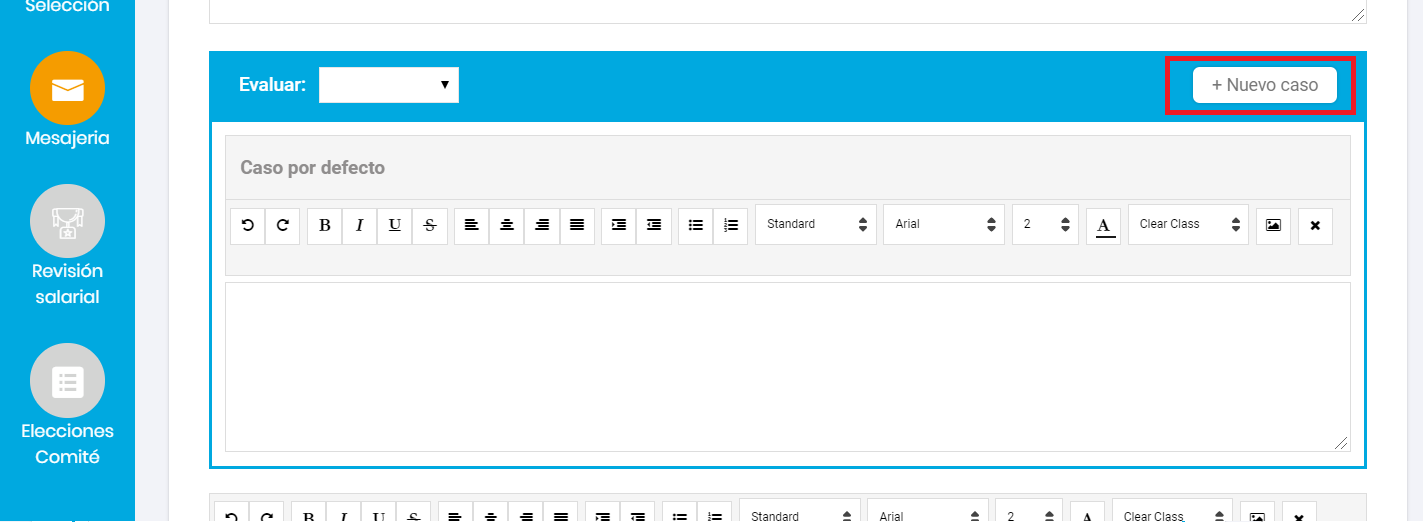 Selección
Mesajeria
Revisión
salarial
Elecciones
Comité
Evaluar:
+ Nuevo caso
Caso por defecto
B I U S Standard Arial 2 A Clear Class
B I U S Standard Arial 2 A Clear Class